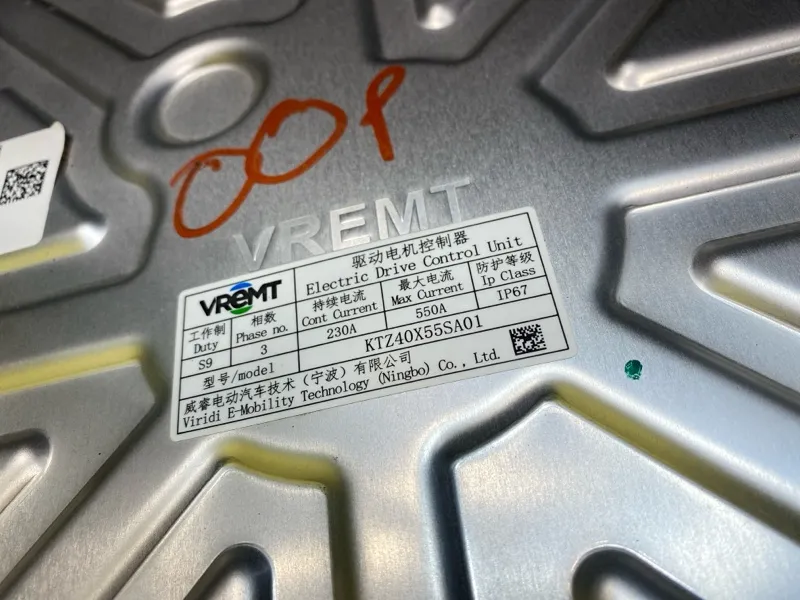 OOP
VREMT
VREMT
驱动电机控制器
Electric Drive Control Unit
工作制
Duty
相数
Phase no.
持续电流
Cont Current
最大电流
Max Current
防护等级
Ip Class
S9
3
230A
550A
IP67
型号/model
KTZ40X55SA01
威睿电动汽车技术（宁波）有限公司
Viridi E-Mobility Technology (Ningbo) Co., Ltd.